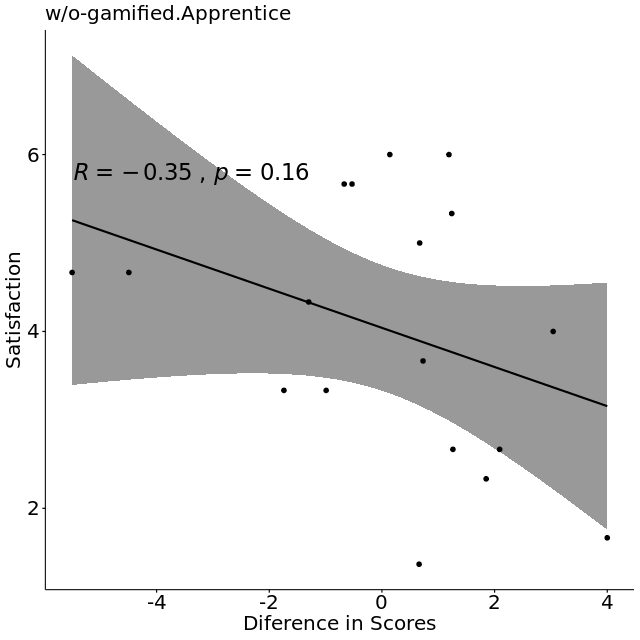 w/o-gamified.Apprentice
R = −0.35 , p = 0.16
6
4
2
Satisfaction
-4 -2 0 2 4
Diference in Scores